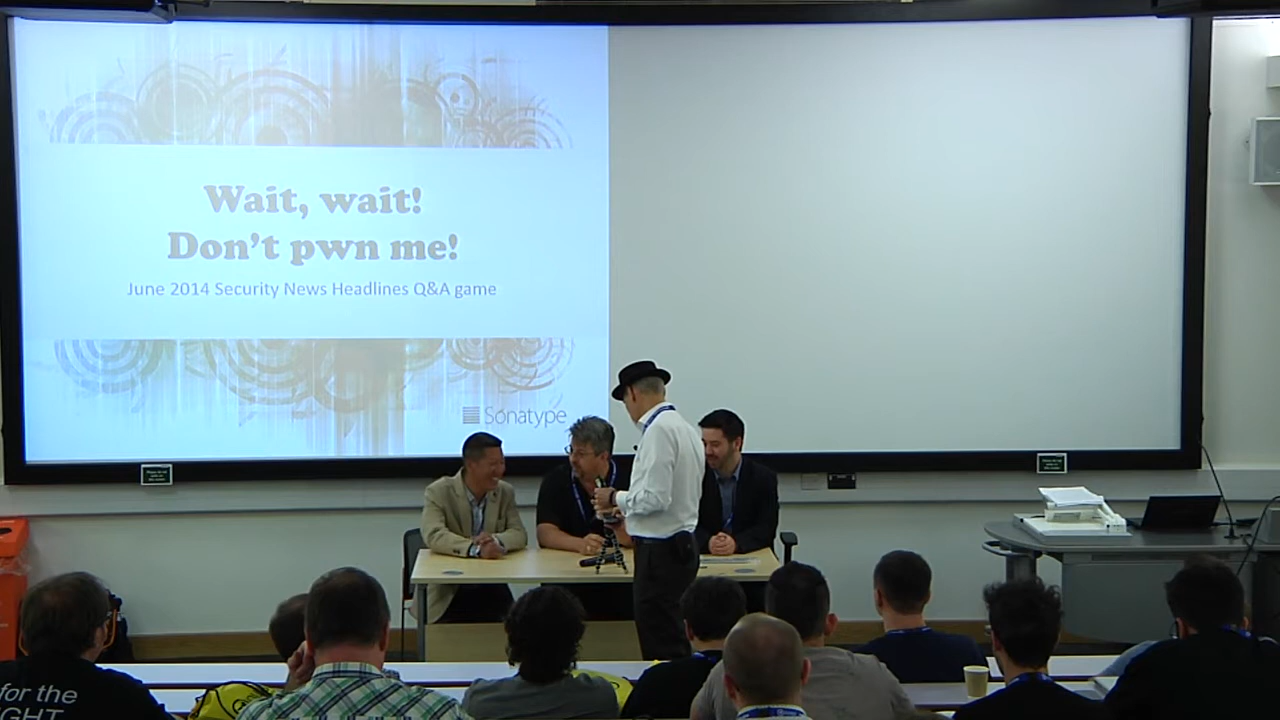 Wait, wait!
Don't pwn me!
June 2014 Security News Headlines Q&A game
Sonatype
for the